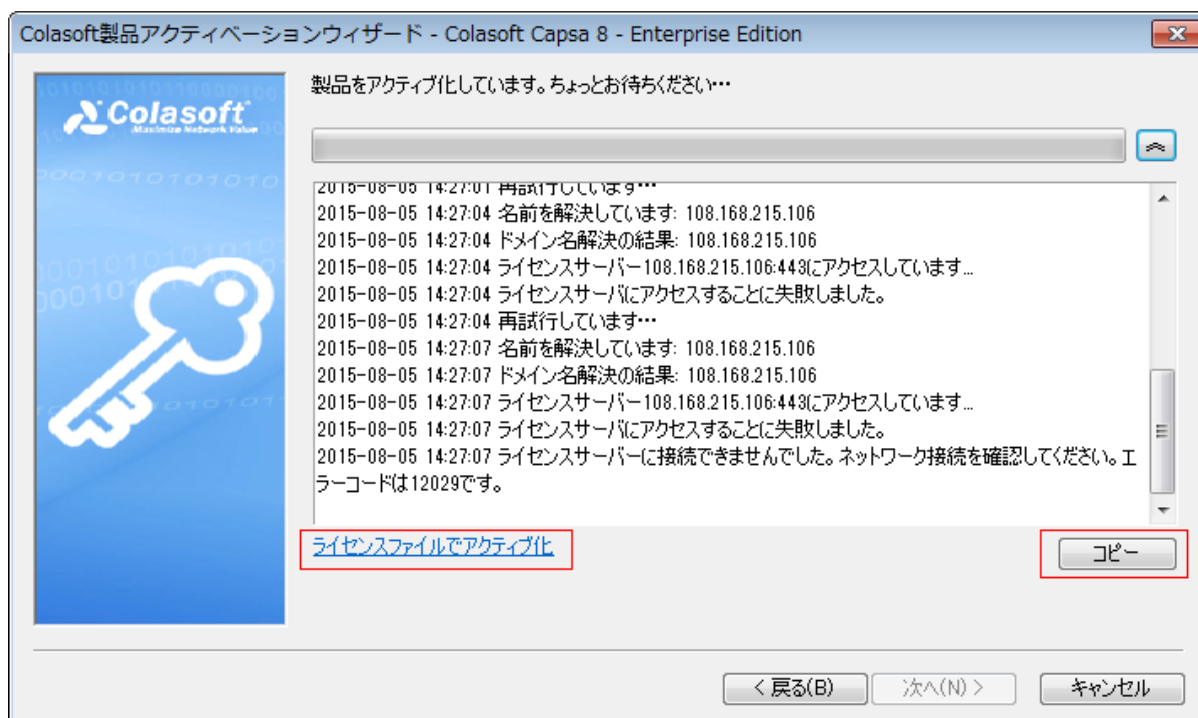 Colasoft製品アクティベーションウィザード - Colasoft Capsa 8 - Enterprise Edition
Colasoft
Maximize Network Value
製品をアクティブ化しています。ちょっとお待ちください…
2015-08-05 14:27:01 再試行しています…
2015-08-05 14:27:04 名前を解決しています: 108.168.215.106
2015-08-05 14:27:04 ドメイン名解決の結果: 108.168.215.106
2015-08-05 14:27:04 ライセンスサーバー108.168.215.106:443にアクセスしています...
2015-08-05 14:27:04 ライセンスサーバにアクセスすることに失敗しました。
2015-08-05 14:27:04 再試行しています…
2015-08-05 14:27:07 名前を解決しています: 108.168.215.106
2015-08-05 14:27:07 ドメイン名解決の結果: 108.168.215.106
2015-08-05 14:27:07 ライセンスサーバー108.168.215.106:443にアクセスしています...
2015-08-05 14:27:07 ライセンスサーバにアクセスすることに失敗しました。
2015-08-05 14:27:07 ライセンスサーバーに接続できませんでした。ネットワーク接続を確認してください。エ
ラーコードは12029です。
ライセンスファイルでアクティブ化
コピー
< 戻る(B)
次へ(N) >
キャンセル